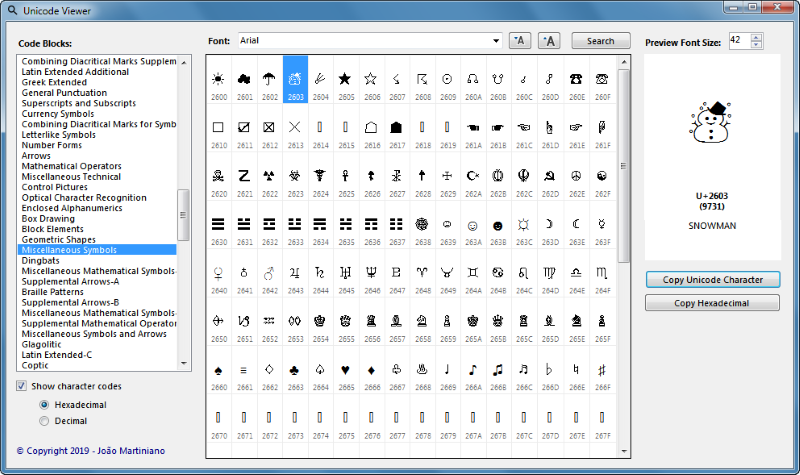 Unicode Viewer
Code Blocks:
Combining Diacritical Marks Supplem
Latin Extended Additional
Greek Extended
General Punctuation
Superscripts and Subscripts
Currency Symbols
Combining Diacritical Marks for Symb
Letterlike Symbols
Number Forms
Arrows
Mathematical Operators
Miscellaneous Technical
Control Pictures
Optical Character Recognition
Enclosed Alphanumerics
Box Drawing
Block Elements
Geometric Shapes
Miscellaneous Symbols
Dingbats
Miscellaneous Mathematical Symbols-
Supplemental Arrows-A
Braille Patterns
Supplemental Arrows-B
Miscellaneous Mathematical Symbols-
Supplemental Mathematical Operator
Miscellaneous Symbols and Arrows
Glagolitic
Latin Extended-C
Coptic
Show character codes
Hexadecimal
Decimal
© Copyright 2019 - João Martiniano
Font: Arial
A A Search
2600 2601 2602 2603 2604 2605 2606 2607 2608 2609 260A 260B 260C 260D 260E 260F
2610 2611 2612 2613 2614 2615 2616 2617 2618 2619 261A 261B 261C 261D 261E 261F
2620 2621 2622 2623 2624 2625 2626 2627 2628 2629 262A 262B 262C 262D 262E 262F
2630 2631 2632 2633 2634 2635 2636 2637 2638 2639 263A 263B 263C 263D 263E 263F
2640 2641 2642 2643 2644 2645 2646 2647 2648 2649 264A 264B 264C 264D 264E 264F
2650 2651 2652 2653 2654 2655 2656 2657 2658 2659 265A 265B 265C 265D 265E 265F
2660 2661 2662 2663 2664 2665 2666 2667 2668 2669 266A 266B 266C 266D 266E 266F
2670 2671 2672 2673 2674 2675 2676 2677 2678 2679 267A 267B 267C 267D 267E 267F
Preview Font Size: 42
U+2603
(9731)
SNOWMAN
Copy Unicode Character
Copy Hexadecimal